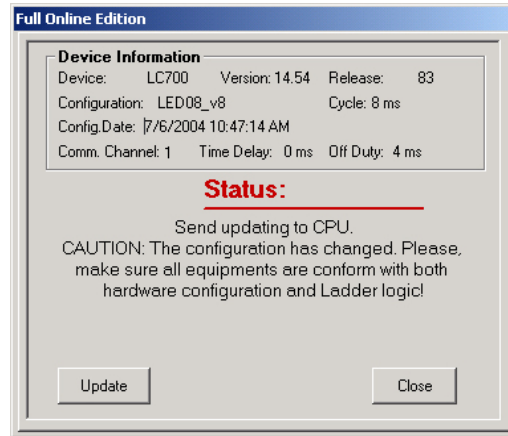 Full Online Edition
Device Information
Device: LC700 Version: 14.54 Release: 83
Configuration: LED08_v8 Cycle: 8 ms
Config.Date: 7/6/2004 10:47:14 AM
Comm. Channel: 1 Time Delay: 0 ms Off Duty: 4 ms
Status:
Send updating to CPU.
CAUTION: The configuration has changed. Please,
make sure all equipments are conform with both
hardware configuration and Ladder logic!
Update Close